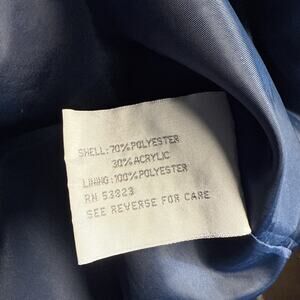 SHELL:70%POLYESTER
30%ACRYLIC
LINING:100%POLYESTER
RN 53823
SEE REVERSE FOR CARE